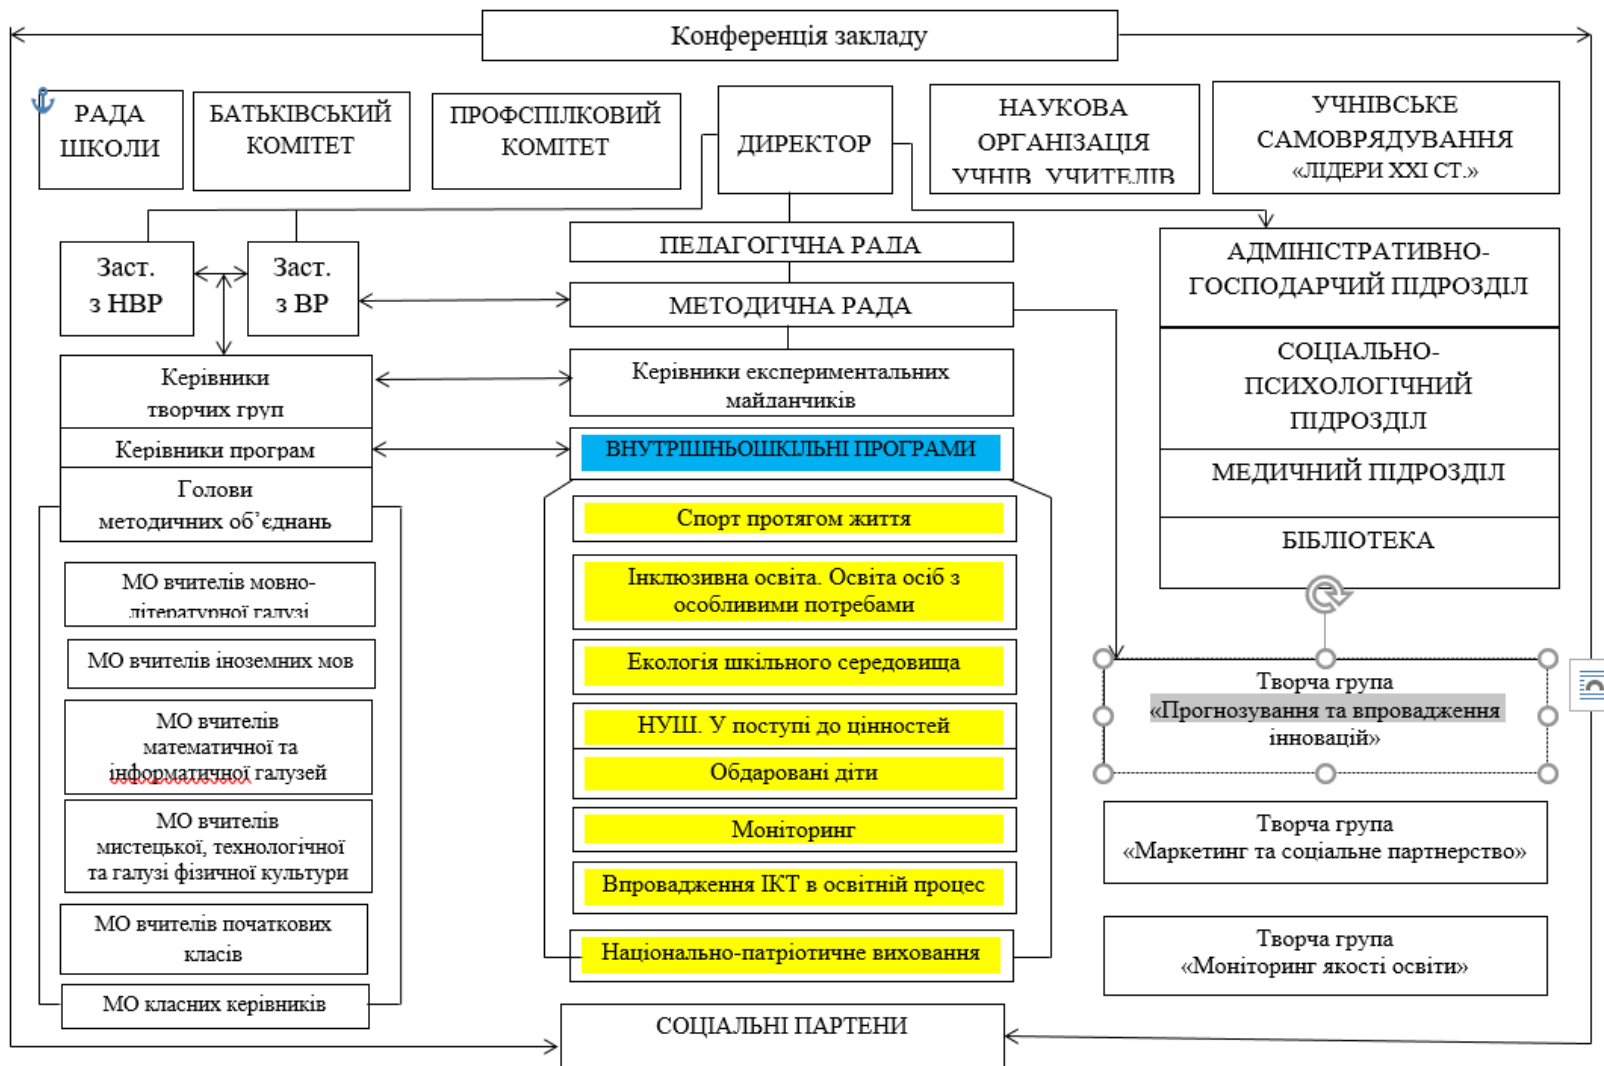 Конференція закладу
РАДА
ШКОЛИ
БАТЬКІВСЬКИЙ
КОМІТЕТ
ПРОФСПІЛКОВИЙ
КОМІТЕТ
ДИРЕКТОР
НАУКОВА
ОРГАНІЗАЦІЯ
УЧНІВ, УЧИТЕЛІВ
УЧНІВСЬКЕ
САМОВРЯДУВАННЯ
«ЛІДЕРИ ХХІ СТ.»
Заст.
з НВР
Заст.
з ВР
ПЕДАГОГІЧНА РАДА
МЕТОДИЧНА РАДА
АДМІНІСТРАТИВНО-
ГОСПОДАРЧИЙ ПІДРОЗДІЛ
СОЦІАЛЬНО-
ПСИХОЛОГІЧНИЙ
ПІДРОЗДІЛ
МЕДИЧНИЙ ПІДРОЗДІЛ
БІБЛІОТЕКА
Керівники
творчих груп
Керівники програм
Голови
методичних об’єднань
МО вчителів мовно-
літературної галузі
МО вчителів іноземних мов
МО вчителів
математичної та
інформатичної галузей
МО вчителів
мистецької, технологічної
та галузі фізичної культури
МО вчителів початкових
класів
МО класних керівників
Керівники експериментальних
майданчиків
ВНУТРІШНЬОШКІЛЬНІ ПРОГРАМИ
Спорт протягом життя
Інклюзивна освіта. Освіта осіб з
особливими потребами
Екологія шкільного середовища
НУШ. У поступі до цінностей
Обдаровані діти
Моніторинг
Впровадження ІКТ в освітній процес
Національно-патріотичне виховання
Творча група
«Прогнозування та впровадження
інновацій»
Творча група
«Маркетинг та соціальне партнерство»
Творча група
«Моніторинг якості освіти»
СОЦІАЛЬНІ ПАРТЕНИ